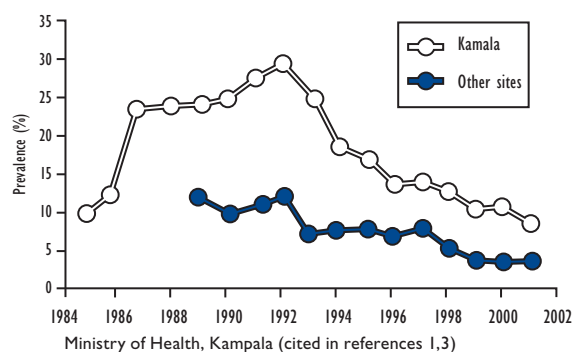 35
30
25
20
15
10
5
0
Prevalence (%)
Kamala
Other sites
1984 1986 1988 1990 1992 1994 1996 1998 2000 2002
Ministry of Health, Kampala (cited in references 1,3)